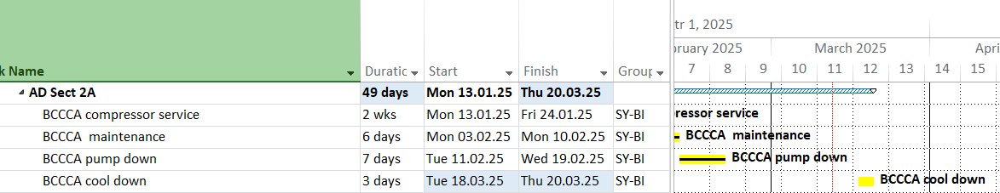 tr 1, 2025
ruary 2025 March 2025 Apri
k Name Duratic Start Finish Group 7 8 9 10 11 12 13 14 15
AD Sect 2A 49 days Mon 13.01.25 Thu 20.03.25
BCCCA compressor service 2 wks Mon 13.01.25 Fri 24.01.25 SY-BI ressor service
BCCCA maintenance 6 days Mon 03.02.25 Mon 10.02.25 SY-BI BCCCA maintenance
BCCCA pump down 7 days Tue 11.02.25 Wed 19.02.25 SY-BI BCCCA pump down
BCCCA cool down 3 days Tue 18.03.25 Thu 20.03.25 SY-BI BCCCA cool down